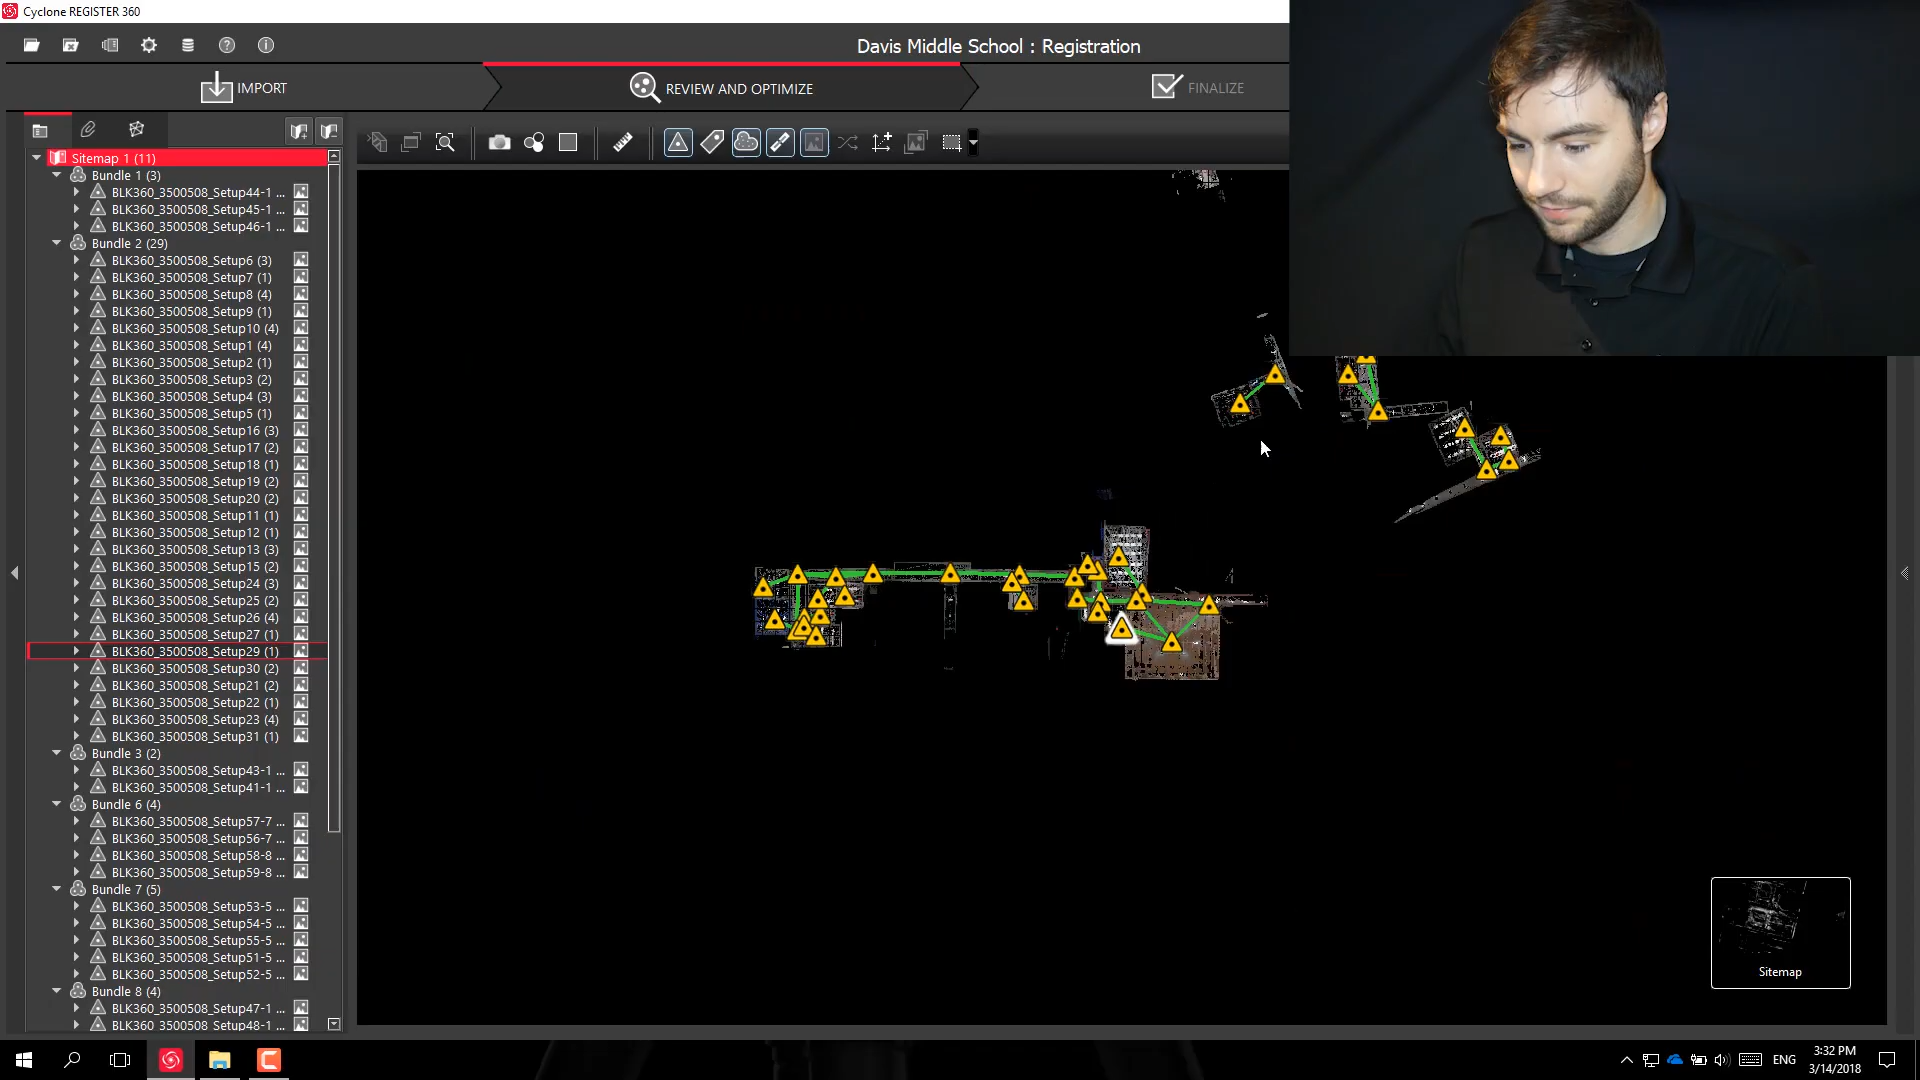 Cyclone REGISTER 360
Davis Middle School : Registration
IMPORT
REVIEW AND OPTIMIZE
FINALIZE
Sitemap 1 (11)
Bundle 1 (3)
BLK360_3500508_Setup44-1 ...
BLK360_3500508_Setup45-1 ...
BLK360_3500508_Setup46-1 ...
Bundle 2 (29)
BLK360_3500508_Setup6 (3)
BLK360_3500508_Setup7 (1)
BLK360_3500508_Setup8 (4)
BLK360_3500508_Setup9 (1)
BLK360_3500508_Setup10 (4)
BLK360_3500508_Setup1 (4)
BLK360_3500508_Setup2 (1)
BLK360_3500508_Setup3 (2)
BLK360_3500508_Setup4 (3)
BLK360_3500508_Setup5 (1)
BLK360_3500508_Setup16 (3)
BLK360_3500508_Setup17 (2)
BLK360_3500508_Setup18 (1)
BLK360_3500508_Setup19 (2)
BLK360_3500508_Setup20 (2)
BLK360_3500508_Setup11 (1)
BLK360_3500508_Setup12 (1)
BLK360_3500508_Setup13 (3)
BLK360_3500508_Setup15 (2)
BLK360_3500508_Setup24 (3)
BLK360_3500508_Setup25 (2)
BLK360_3500508_Setup26 (4)
BLK360_3500508_Setup27 (1)
BLK360_3500508_Setup29 (1)
BLK360_3500508_Setup30 (2)
BLK360_3500508_Setup21 (2)
BLK360_3500508_Setup22 (1)
BLK360_3500508_Setup23 (4)
BLK360_3500508_Setup31 (1)
Bundle 3 (2)
BLK360_3500508_Setup43-1 ...
BLK360_3500508_Setup41-1 ...
Bundle 6 (4)
BLK360_3500508_Setup57-7 ...
BLK360_3500508_Setup56-7 ...
BLK360_3500508_Setup58-8 ...
BLK360_3500508_Setup59-8 ...
Bundle 7 (5)
BLK360_3500508_Setup53-5 ...
BLK360_3500508_Setup54-5 ...
BLK360_3500508_Setup55-5 ...
BLK360_3500508_Setup51-5 ...
BLK360_3500508_Setup52-5 ...
Bundle 8 (4)
BLK360_3500508_Setup47-1 ...
BLK360_3500508_Setup48-1 ...
Sitemap
ENG
3:32 PM
3/14/2018